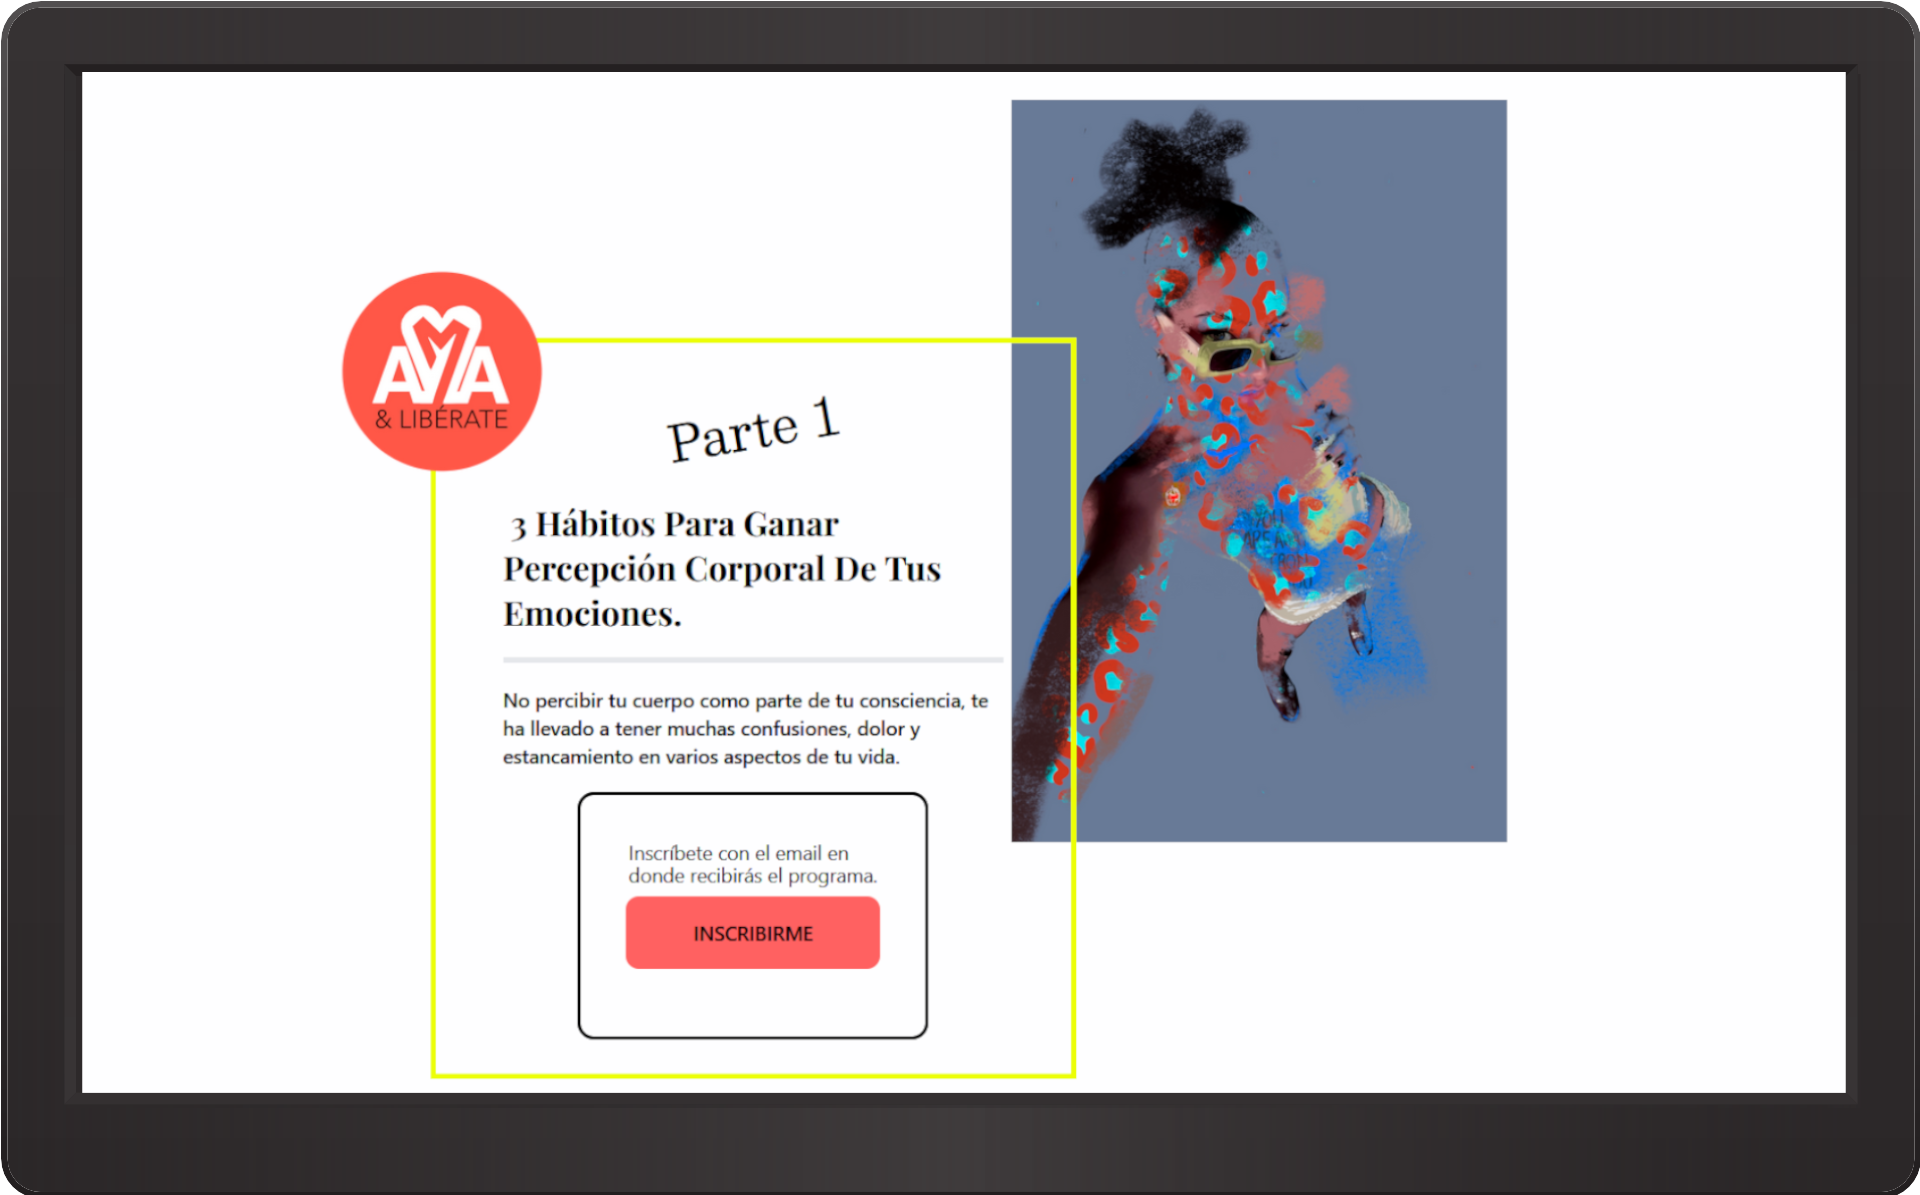 AMA
& LIBÉRATE
Parte 1
3 Hábitos Para Ganar
Percepción Corporal De Tus
Emociones.
No percibir tu cuerpo como parte de tu consciencia, te
ha llevado a tener muchas confusiones, dolor y
estancamiento en varios aspectos de tu vida.
Inscríbete con el email en
donde recibirás el programa.
INSCRIBIRME
YOU